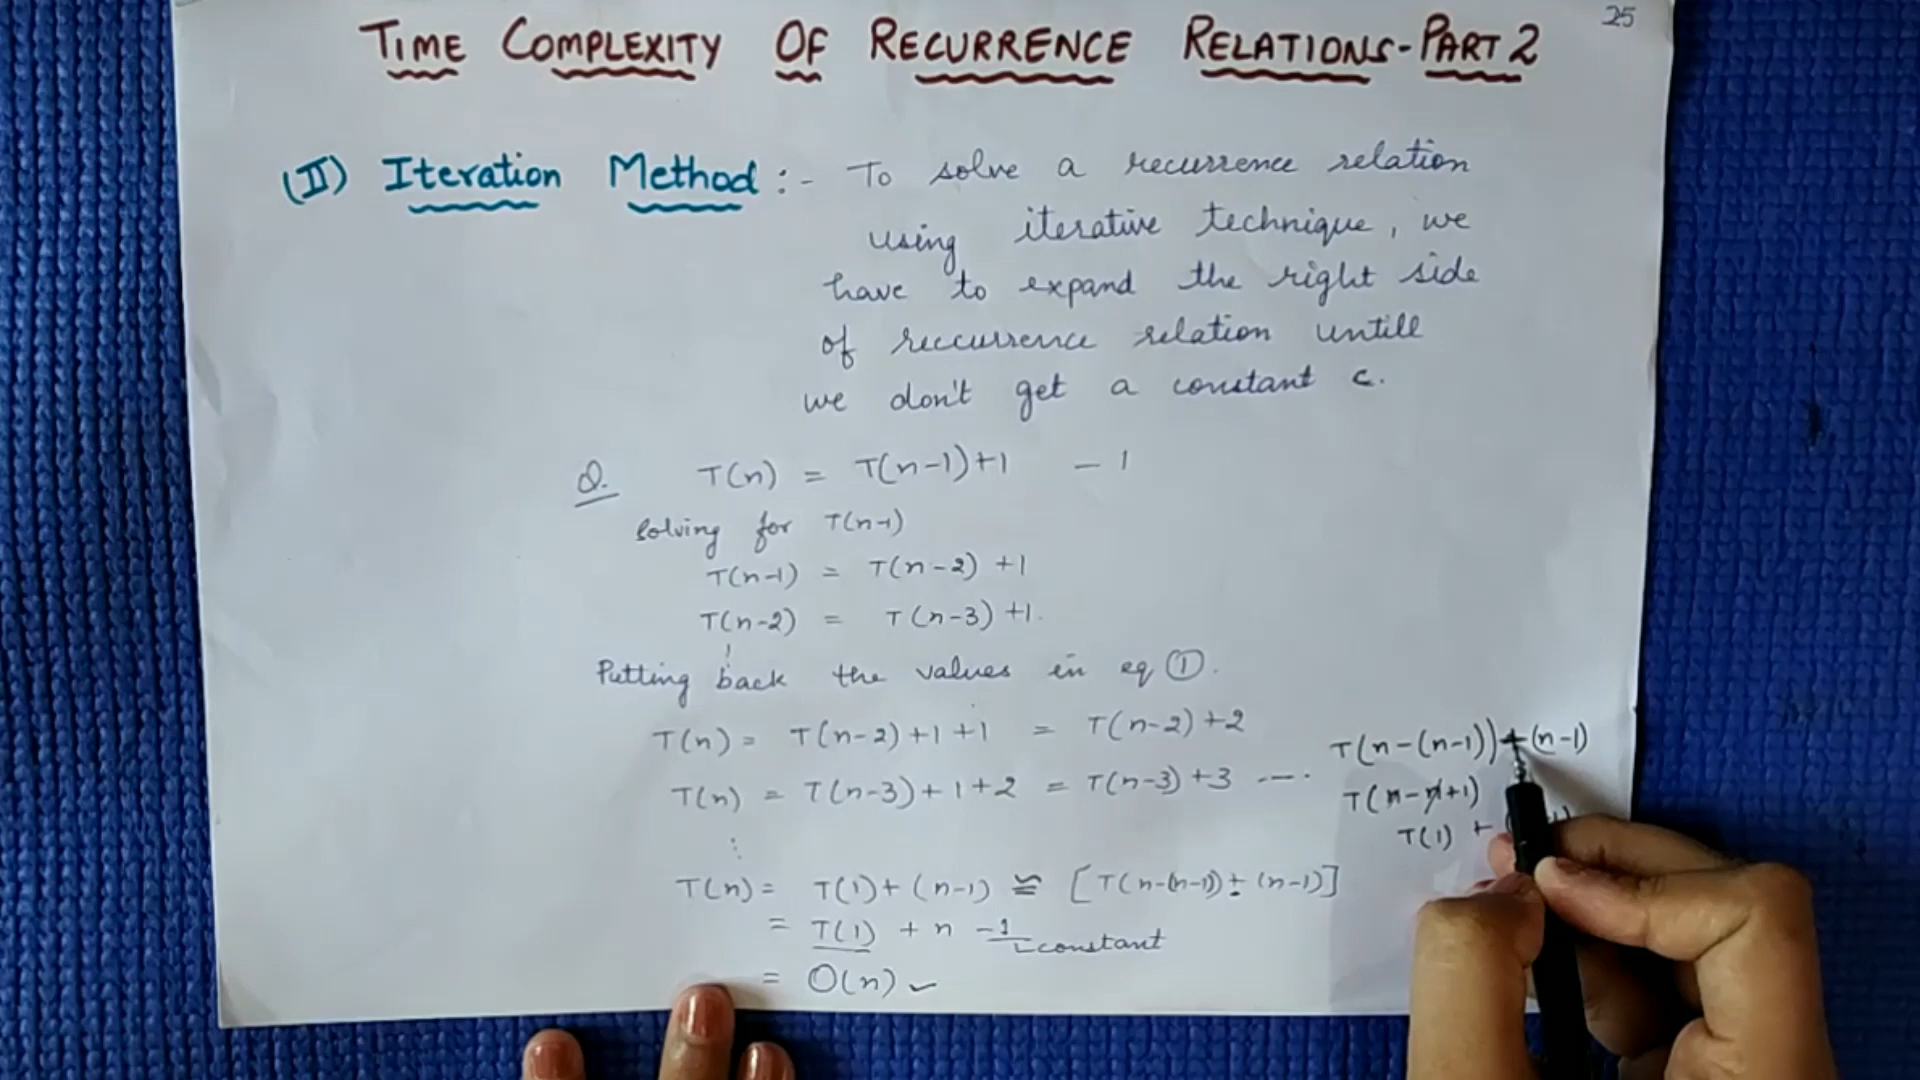 25
TIME COMPLEXITY OF RECURRENCE RELATIONS-PART 2
(II) Iteration Method :- To solve a recurrence relation
using iterative technique, we
have to expand the right side
of reccurrence relation untill
we don't get a constant c.
Q. T(n) = T(n-1)+1 - 1
Solving for T(n-1)
T(n-1) = T(n-2) +1
T(n-2) = T(n-3) +1.
Putting back the values in eq ①.
T(n) = T(n-2)+1+1 = T(n-2)+2
T(n) = T(n-3)+1+2 = T(n-3)+3 ----.
T(n-(n-1))+(n-1)
T(n-n+1)
T(1) +
⋮
T(n) = T(1)+(n-1) ≌ [T(n-(n-1))+(n-1)]
= T(1) + n -1 constant
= O(n) ✓